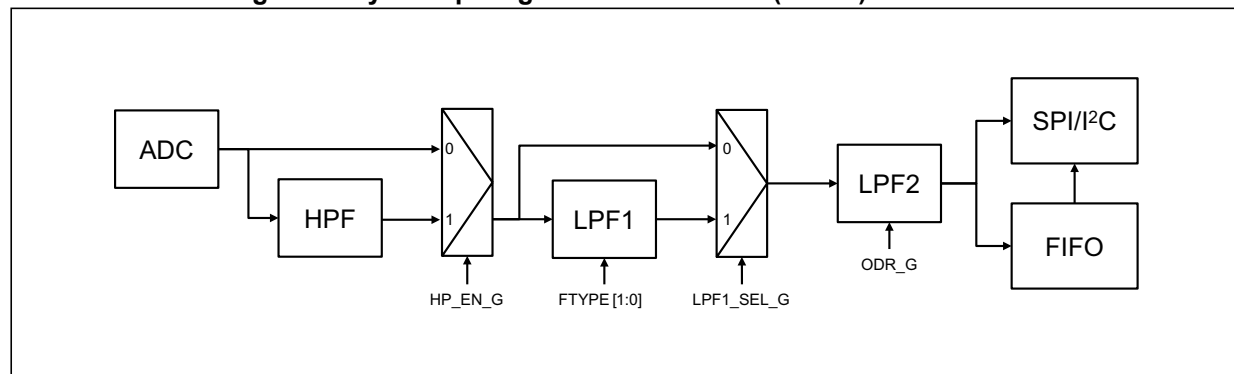 ADC
HPF
0
1
HP_EN_G
LPF1
FTYPE [1:0]
0
1
LPF1_SEL_G
LPF2
ODR_G
SPI/I²C
FIFO